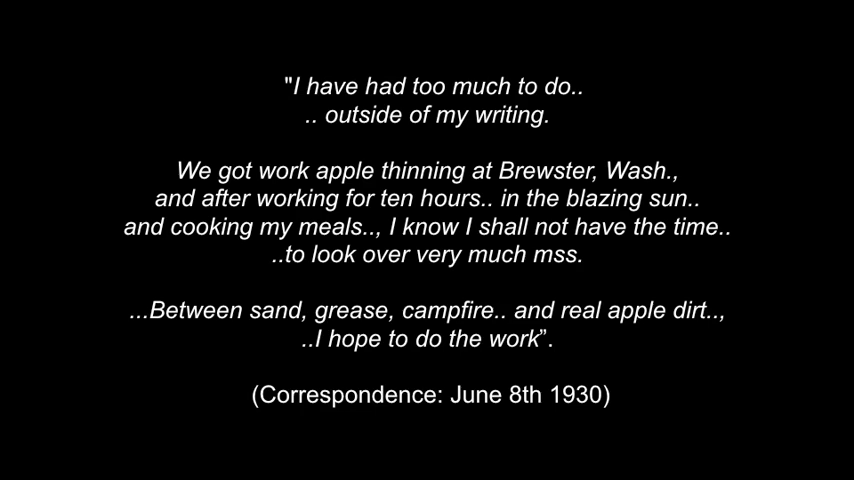 "I have had too much to do..
.. outside of my writing.
We got work apple thinning at Brewster, Wash.,
and after working for ten hours.. in the blazing sun..
and cooking my meals.., I know I shall not have the time..
..to look over very much mss.
...Between sand, grease, campfire.. and real apple dirt..,
..I hope to do the work”.
(Correspondence: June 8th 1930)